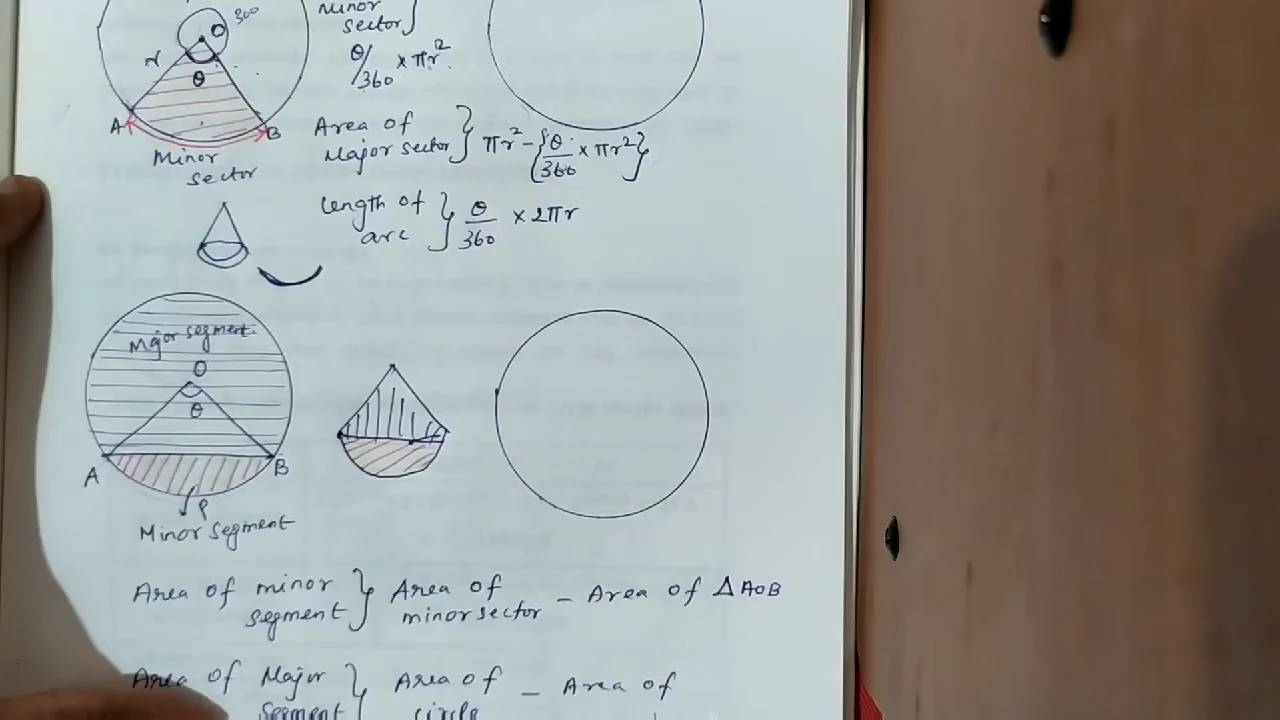 300
Minor
sector
O
r
θ
θ/360 × πr²
A
B
Minor
sector
Area of
Major sector } πr² - {θ/360 × πr²}
Length of
arc } θ/360 × 2πr
Major segment
O
θ
A
B
P
Minor segment
Area of minor
segment } Area of
minor sector - Area of Δ AOB
Area of Major
Segment } Area of
circle - Area of